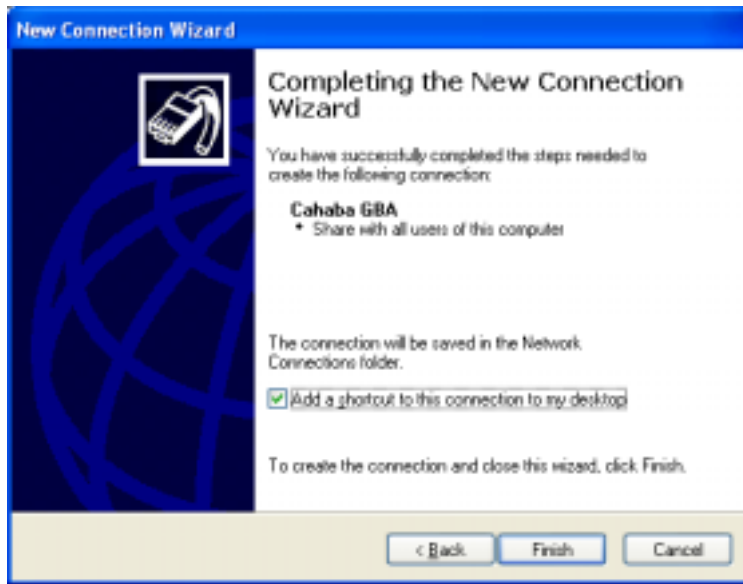 New Connection Wizard
Completing the New Connection
Wizard
You have successfully completed the steps needed to
create the following connection:
Cahaba GBA
• Share with all users of this computer
The connection will be saved in the Network
Connections folder.
Add a shortcut to this connection to my desktop
To create the connection and close this wizard, click Finish.
< Back
Finish
Cancel